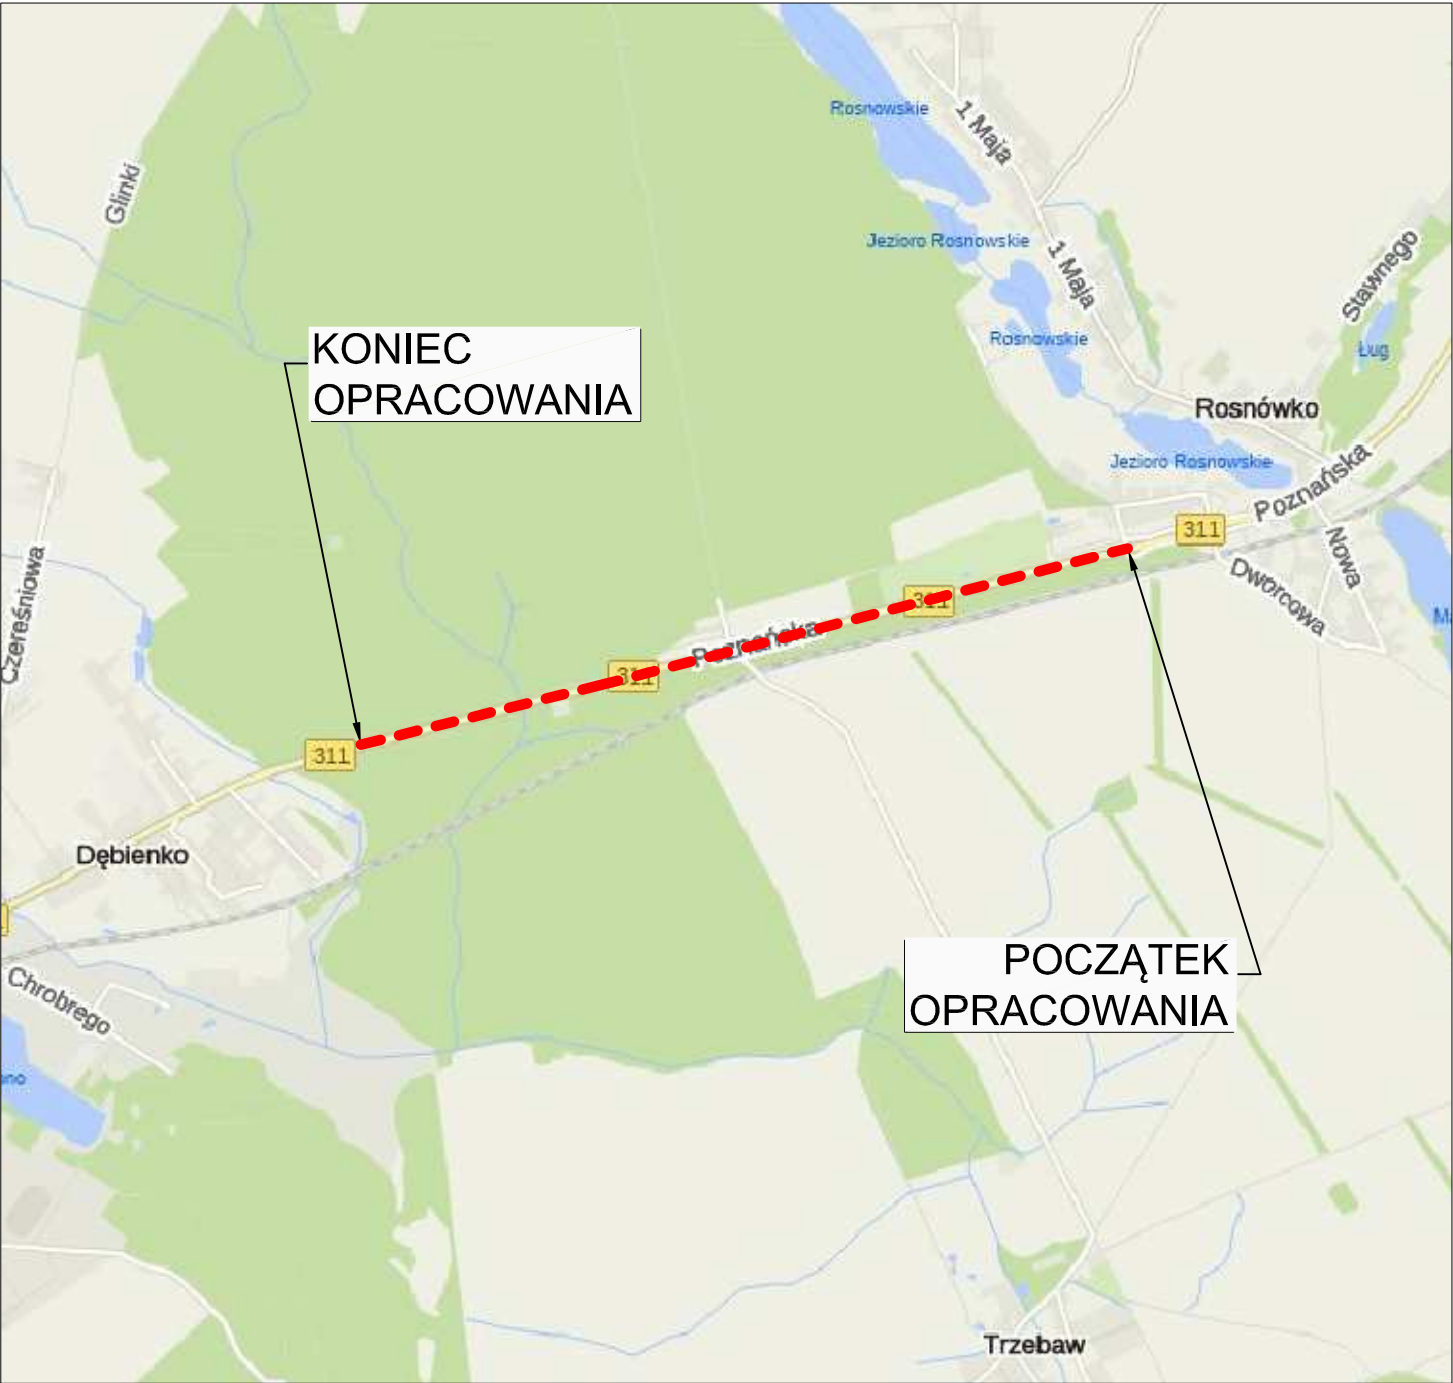 Rosnowskie
1 Maja
Glinki
Jezioro Rosnowskie
1 Maja
Stawnego
Rosnowskie
Ług
KONIEC
OPRACOWANIA
Rosnówko
Jezioro Rosnowskie
Poznańska
311
Nowa
Dworcowa
Czereśniowa
311
Poznańska
311
311
Dębienko
POCZĄTEK
OPRACOWANIA
Chrobrego
Trzebaw